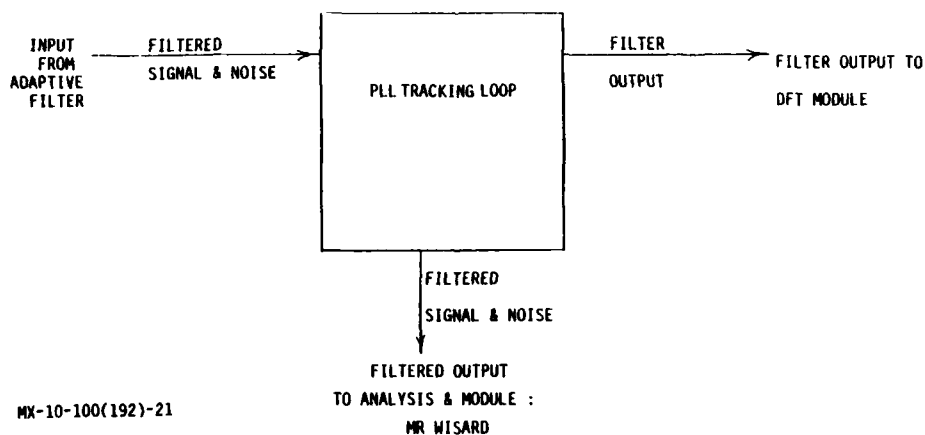 INPUT
FROM
ADAPTIVE
FILTER
FILTERED
SIGNAL & NOISE
PLL TRACKING LOOP
FILTER
OUTPUT
FILTER OUTPUT TO
DFT MODULE
FILTERED
SIGNAL & NOISE
FILTERED OUTPUT
TO ANALYSIS & MODULE :
MR WISARD
MX-10-100(192)-21